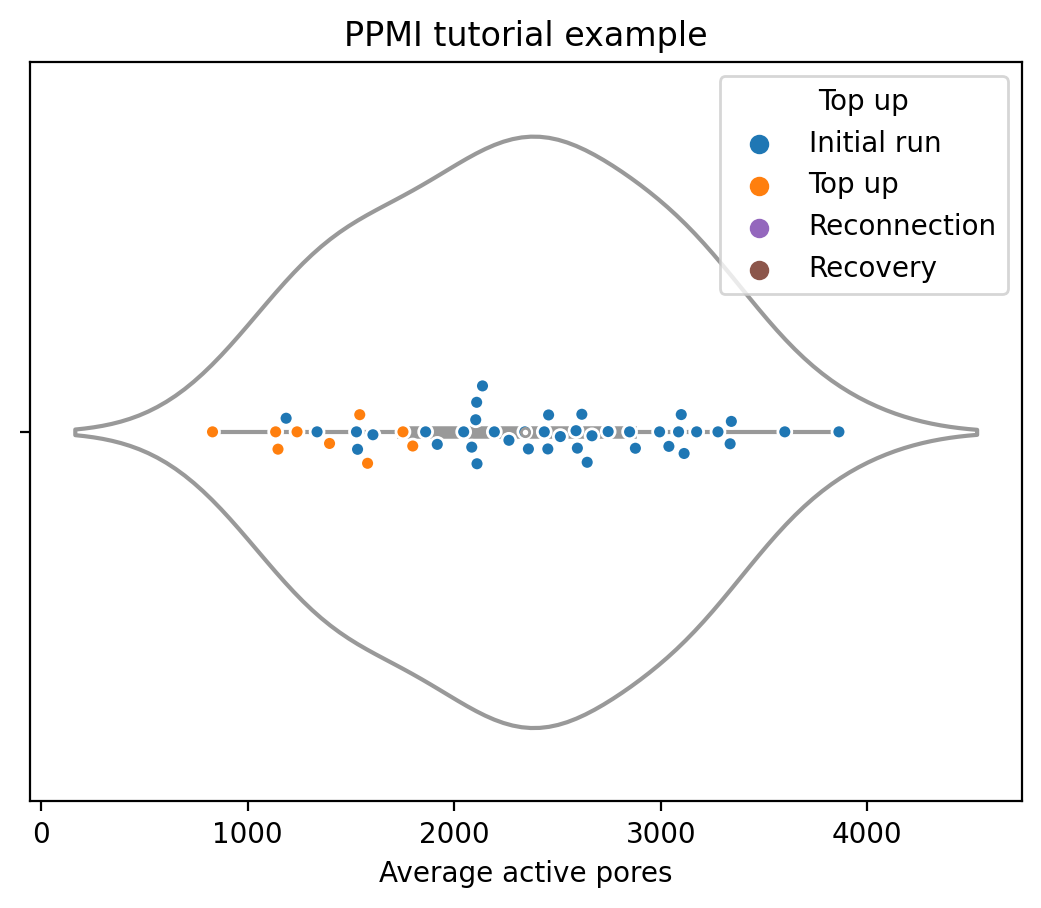 PPMI tutorial example
Top up
Initial run
Top up
Reconnection
Recovery
0 1000 2000 3000 4000
Average active pores